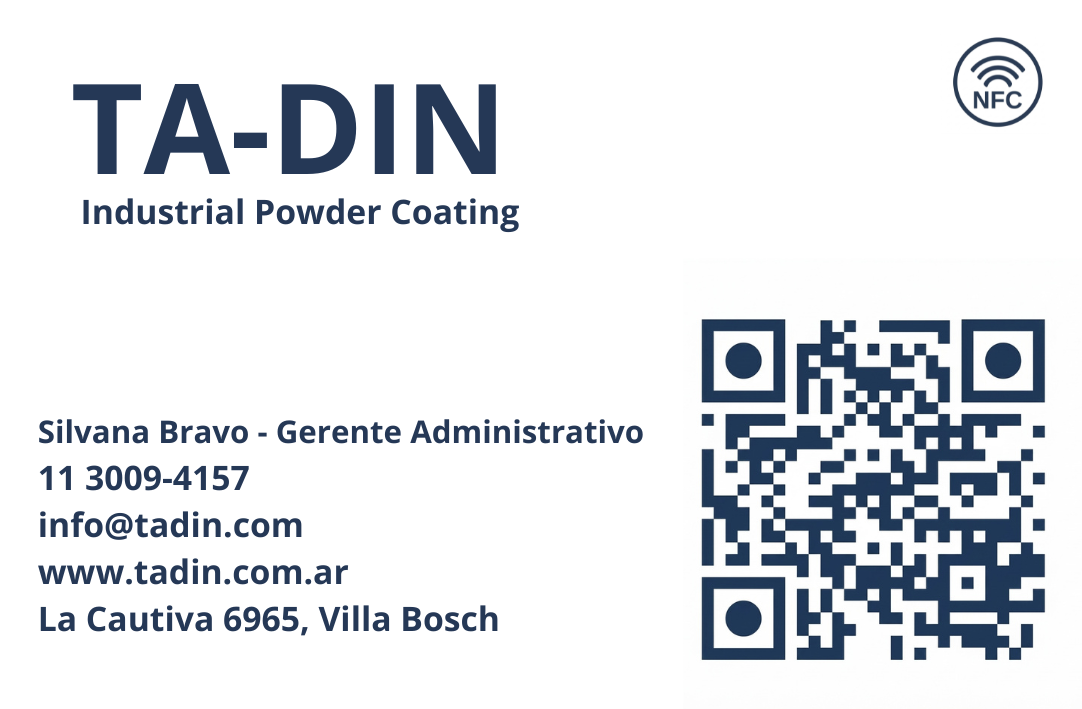 TA-DIN
Industrial Powder Coating
NFC
Silvana Bravo - Gerente Administrativo
11 3009-4157
info@tadin.com
www.tadin.com.ar
La Cautiva 6965, Villa Bosch